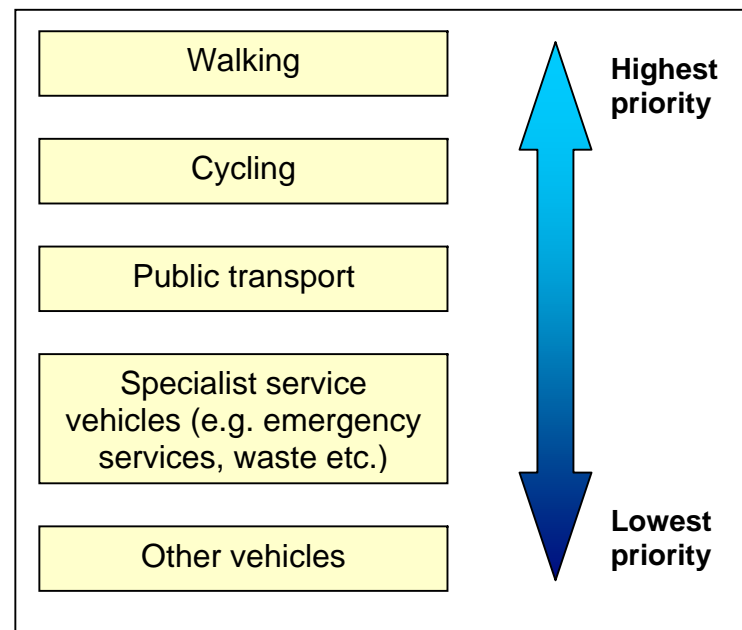 Walking
Highest
priority
Cycling
Public transport
Specialist service
vehicles (e.g. emergency
services, waste etc.)
Lowest
priority
Other vehicles